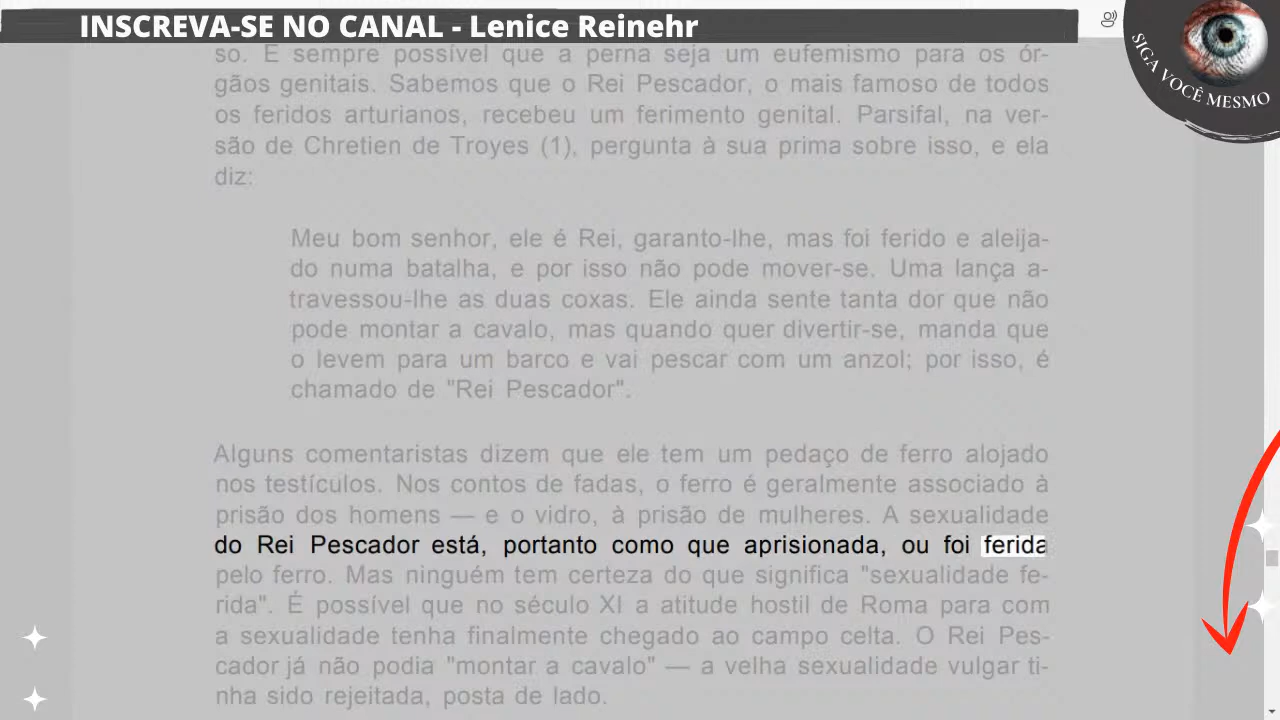 INSCREVA-SE NO CANAL - Lenice Reinehr
SIGA VOCÊ MESMO
so. E sempre possível que a perna seja um eufemismo para os ór-
gãos genitais. Sabemos que o Rei Pescador, o mais famoso de todos
os feridos arturianos, recebeu um ferimento genital. Parsifal, na ver-
são de Chretien de Troyes (1), pergunta à sua prima sobre isso, e ela
diz:
Meu bom senhor, ele é Rei, garanto-lhe, mas foi ferido e aleija-
do numa batalha, e por isso não pode mover-se. Uma lança a-
travessou-lhe as duas coxas. Ele ainda sente tanta dor que não
pode montar a cavalo, mas quando quer divertir-se, manda que
o levem para um barco e vai pescar com um anzol; por isso, é
chamado de "Rei Pescador".
Alguns comentaristas dizem que ele tem um pedaço de ferro alojado
nos testículos. Nos contos de fadas, o ferro é geralmente associado à
prisão dos homens — e o vidro, à prisão de mulheres. A sexualidade
do Rei Pescador está, portanto como que aprisionada, ou foi ferida
pelo ferro. Mas ninguém tem certeza do que significa "sexualidade fe-
rida". É possível que no século XI a atitude hostil de Roma para com
a sexualidade tenha finalmente chegado ao campo celta. O Rei Pes-
cador já não podia "montar a cavalo" — a velha sexualidade vulgar ti-
nha sido rejeitada, posta de lado.